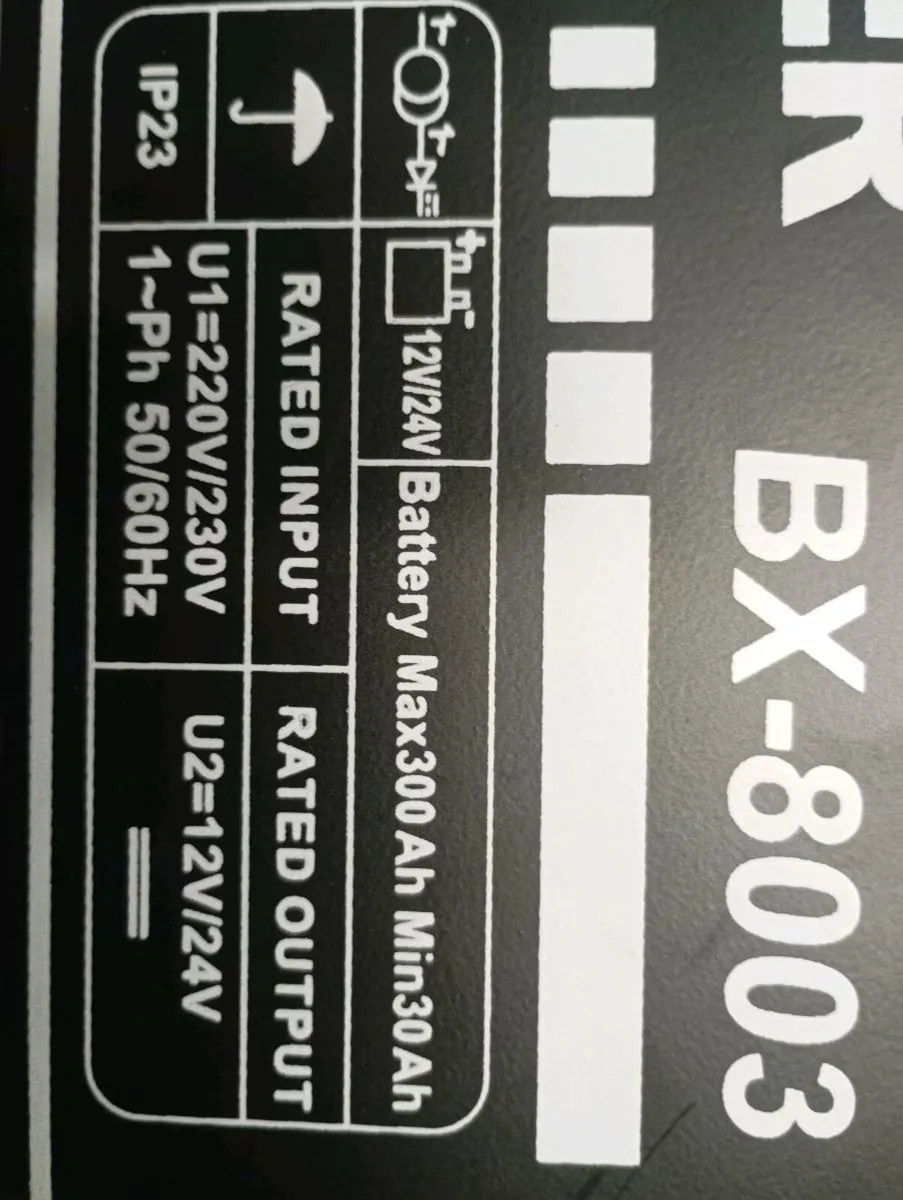 ER
BX-8003
12V/24V
Battery Max300Ah Min30Ah
RATED INPUT
RATED OUTPUT
IP23
U1=220V/230V
1~Ph 50/60Hz
U2=12V/24V